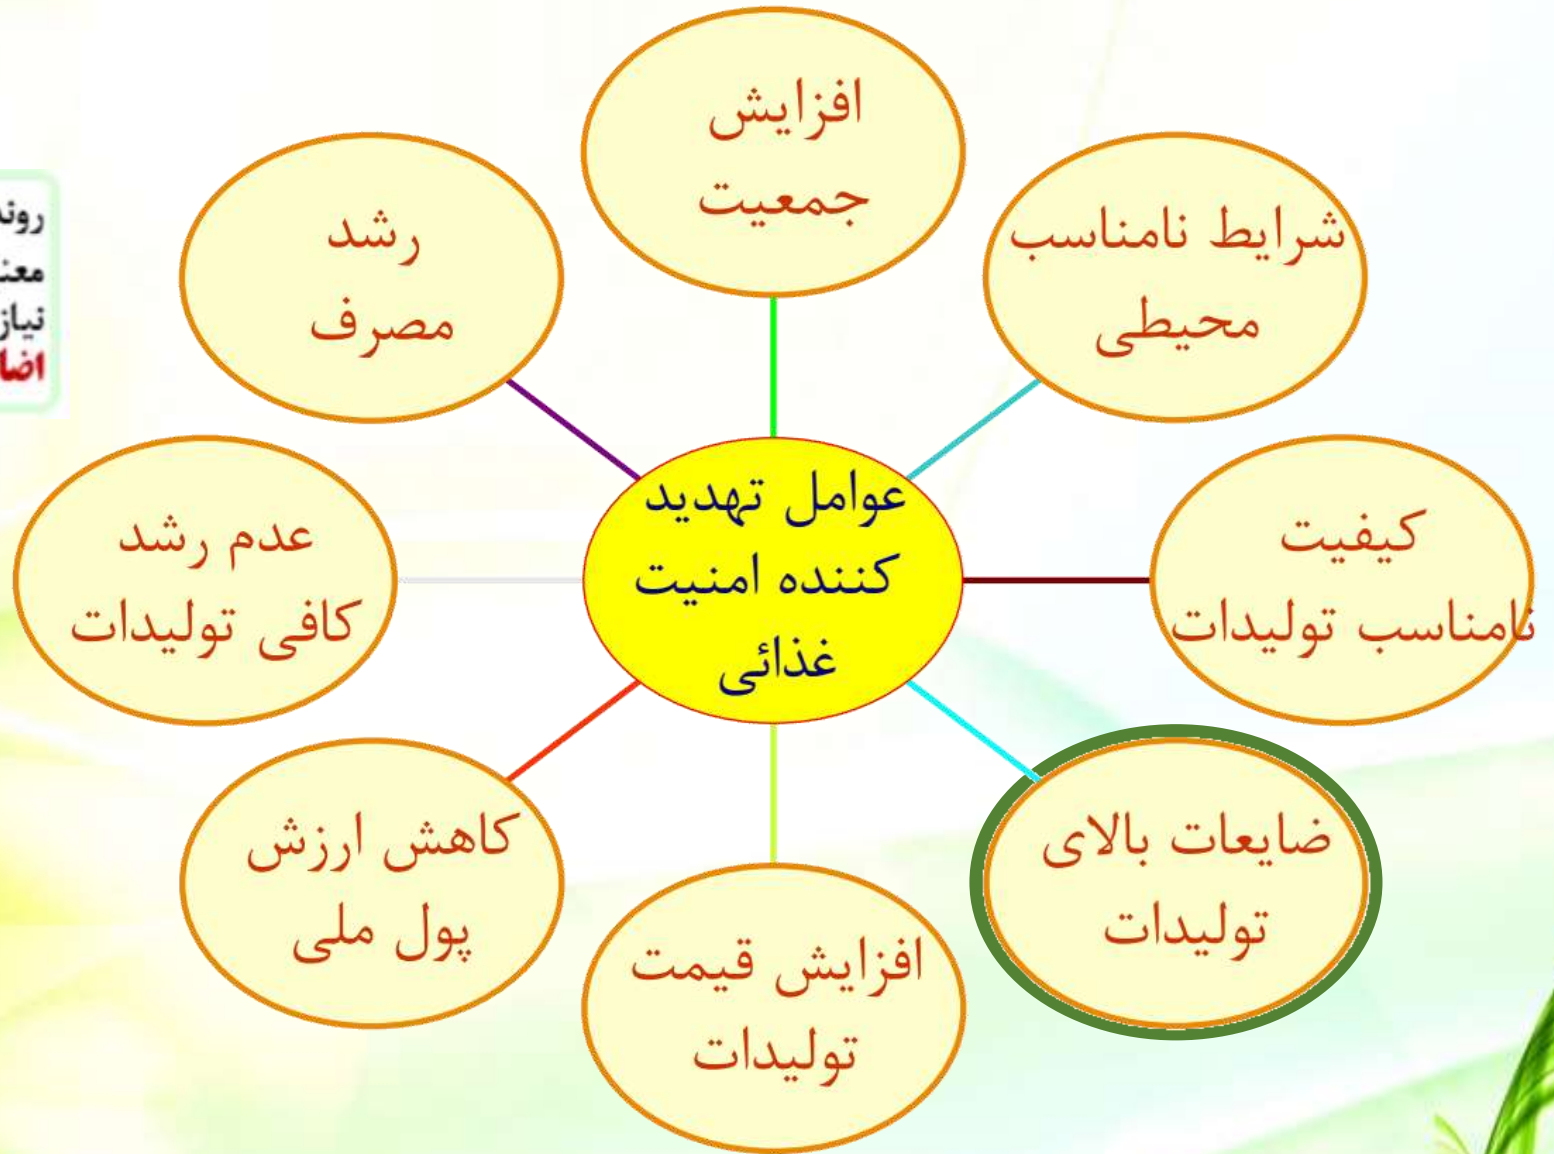 افزایش
جمعیت
شرایط نامناسب
محیطی
کیفیت
نامناسب تولیدات
ضایعات بالای
تولیدات
افزایش قیمت
تولیدات
کاهش ارزش
پول ملی
عدم رشد
کافی تولیدات
رشد
مصرف
عوامل تهدید
کننده امنیت
غذائی
نیاز